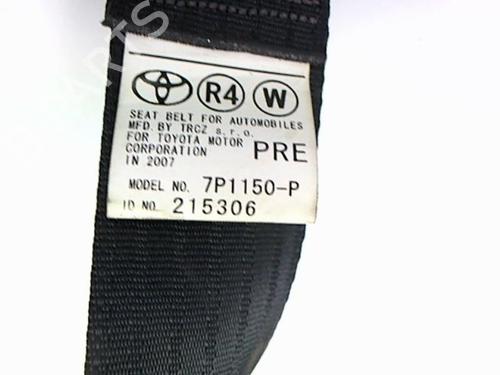 R4 W
SEAT BELT FOR AUTOMOBILES
MFD. BY TRCZ s.r.o.
FOR TOYOTA MOTOR
CORPORATION
IN 2007
PRE
MODEL NO. 7P1150-P
ID NO. 215306